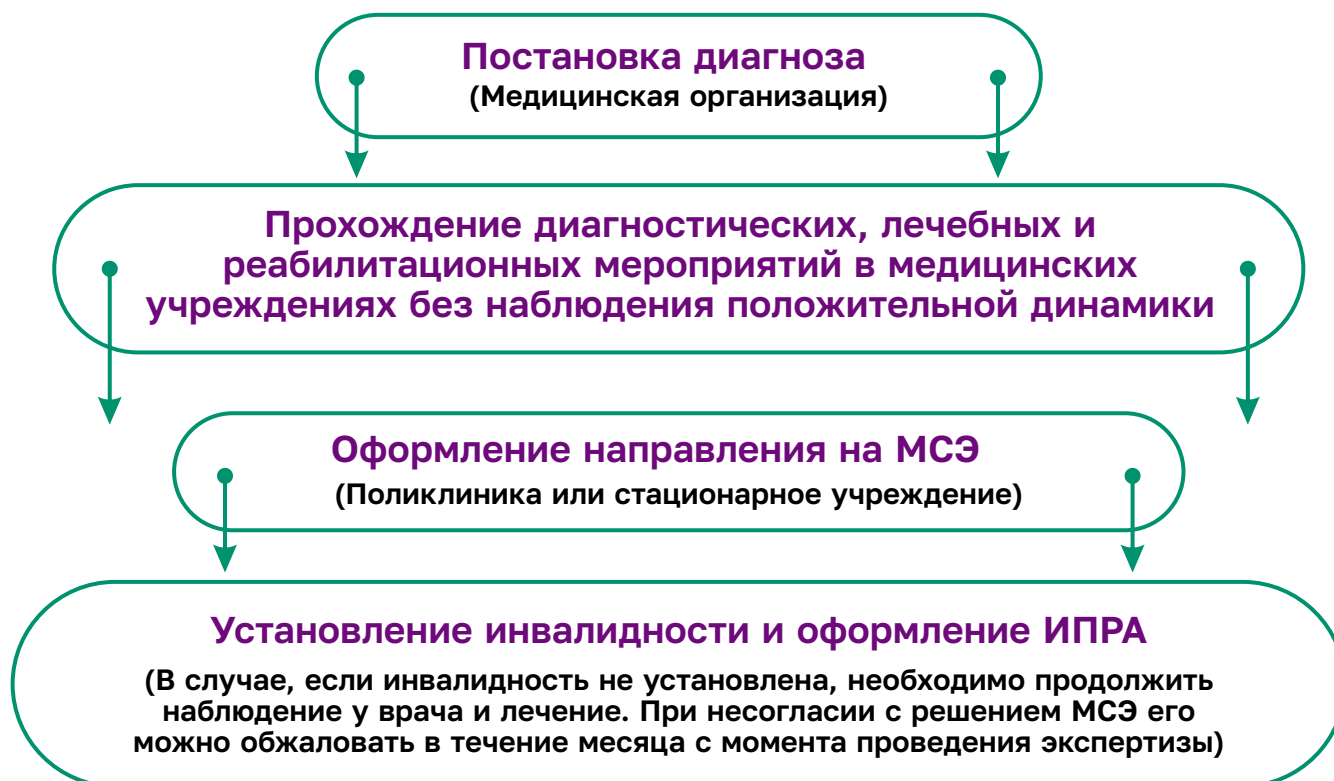 Постановка диагноза
(Медицинская организация)
Прохождение диагностических, лечебных и
реабилитационных мероприятий в медицинских
учреждениях без наблюдения положительной динамики
Оформление направления на МСЭ
(Поликлиника или стационарное учреждение)
Установление инвалидности и оформление ИПРА
(В случае, если инвалидность не установлена, необходимо продолжить
наблюдение у врача и лечение. При несогласии с решением МСЭ его
можно обжаловать в течение месяца с момента проведения экспертизы)